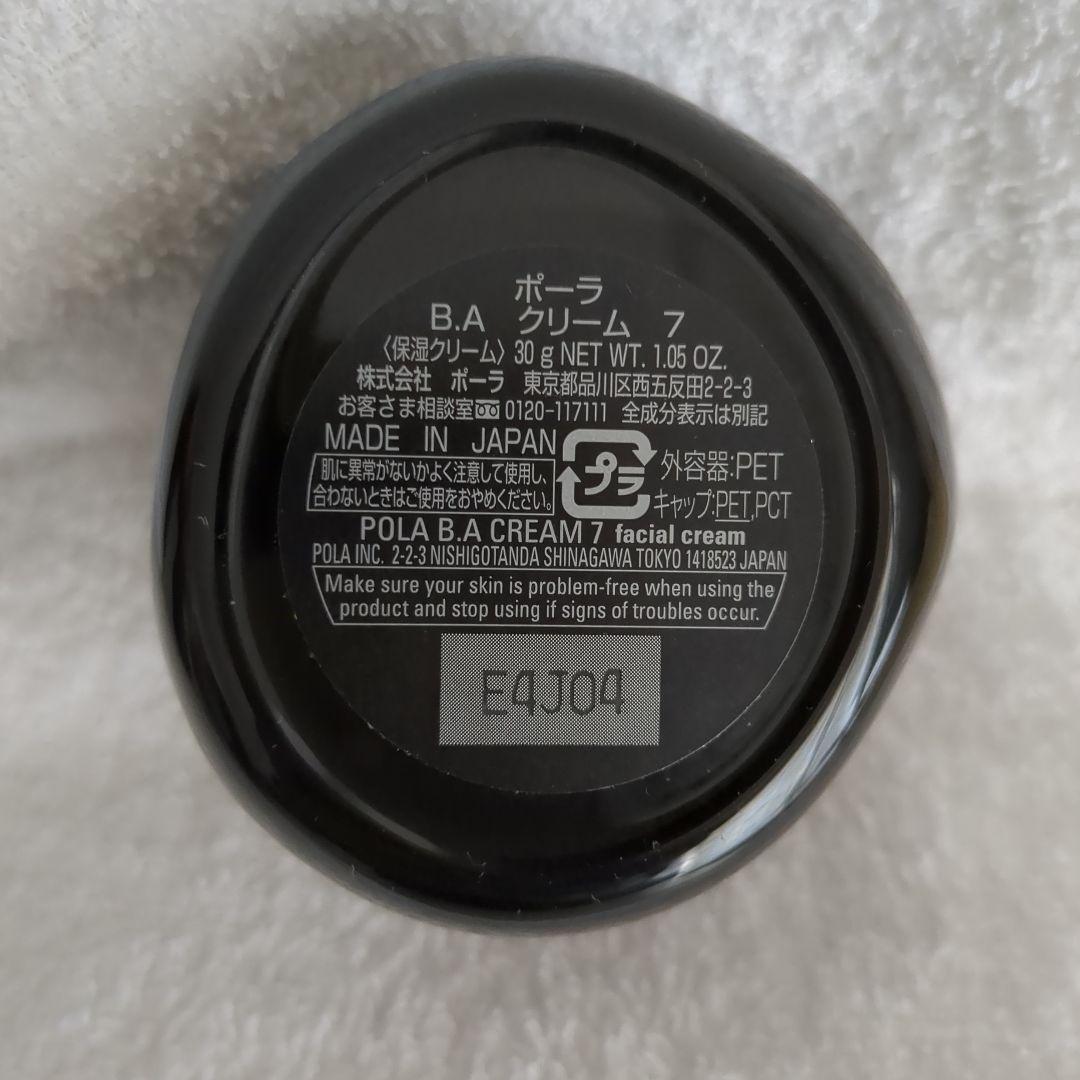 ポーラ
B.A クリーム 7
〈保湿クリーム〉30 g NET WT. 1.05 OZ.
株式会社 ポーラ 東京都品川区西五反田2-2-3
お客さま相談室 0120-117111 全成分表示は別記
MADE IN JAPAN
肌に異常がないかよく注意して使用し、
合わないときはご使用をおやめください。
プラ
外容器:PET
キャップ:PET,PCT
POLA B.A CREAM 7 facial cream
POLA INC. 2-2-3 NISHIGOTANDA SHINAGAWA TOKYO 1418523 JAPAN
Make sure your skin is problem-free when using the
product and stop using if signs of troubles occur.
E4J04